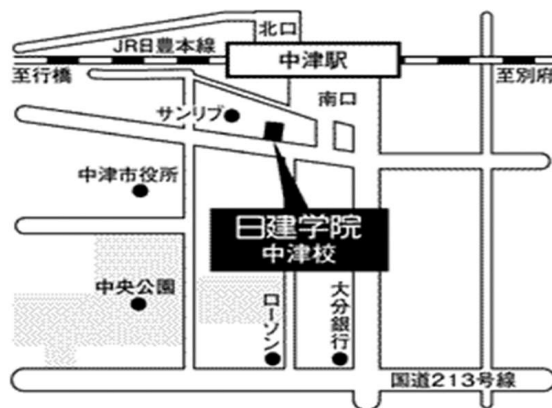 北口
JR日豊本線
中津駅
至行橋
至別府
南口
サンリブ
中津市役所
日建学院
中津校
中央公園
ローソン
大分銀行
国道213号線